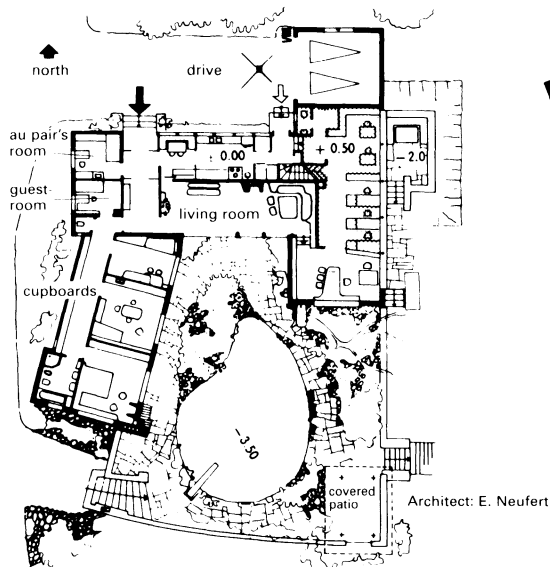 north
drive
au pair's
room
± 0.00
+ 0.50
– 2.0
guest-
room
living room
cupboards
– 3.50
covered
patio
Architect: E. Neufert